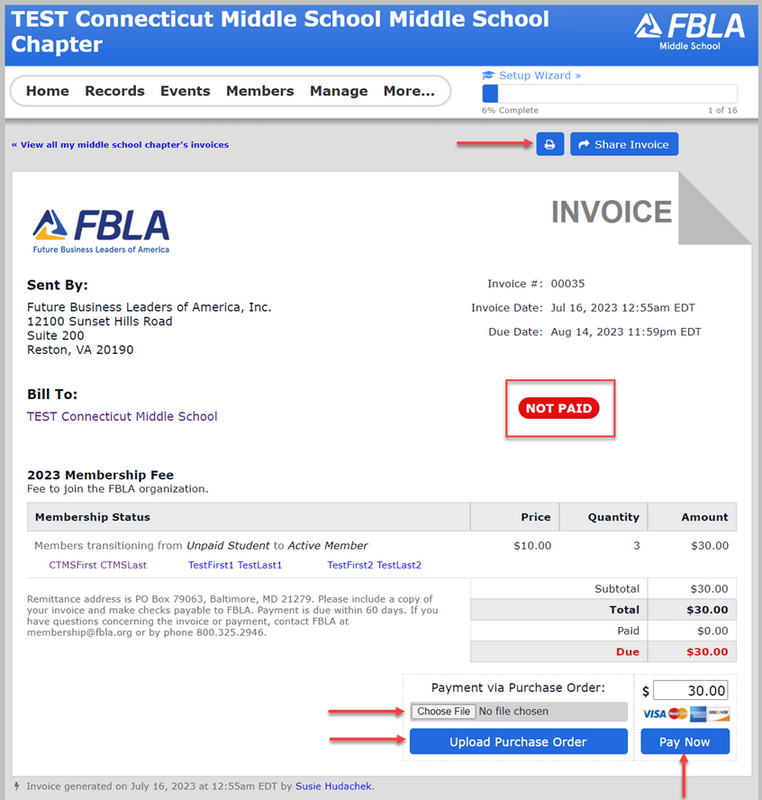 TEST Connecticut Middle School Middle School
Chapter
FBLA
Middle School
Home Records Events Members Manage More...
Setup Wizard »
6% Complete 1 of 16
« View all my middle school chapter's invoices
Share Invoice
INVOICE
FBLA
Future Business Leaders of America
Sent By:
Future Business Leaders of America, Inc.
12100 Sunset Hills Road
Suite 200
Reston, VA 20190
Invoice #: 00035
Invoice Date: Jul 16, 2023 12:55am EDT
Due Date: Aug 14, 2023 11:59pm EDT
Bill To:
TEST Connecticut Middle School
NOT PAID
2023 Membership Fee
Fee to join the FBLA organization.
Membership Status Price Quantity Amount
Members transitioning from Unpaid Student to Active Member $10.00 3 $30.00
CTMSFirst CTMSLast TestFirst1 TestLast1 TestFirst2 TestLast2
Remittance address is PO Box 79063, Baltimore, MD 21279. Please include a copy of
your invoice and make checks payable to FBLA. Payment is due within 60 days. If you
have questions concerning the invoice or payment, contact FBLA at
membership@fbla.org or by phone 800.325.2946.
Subtotal $30.00
Total $30.00
Paid $0.00
Due $30.00
Payment via Purchase Order:
Choose File No file chosen
Upload Purchase Order
$ 30.00
VISA MasterCard DISCOVER
Pay Now
Invoice generated on July 16, 2023 at 12:55am EDT by Susie Hudachek.